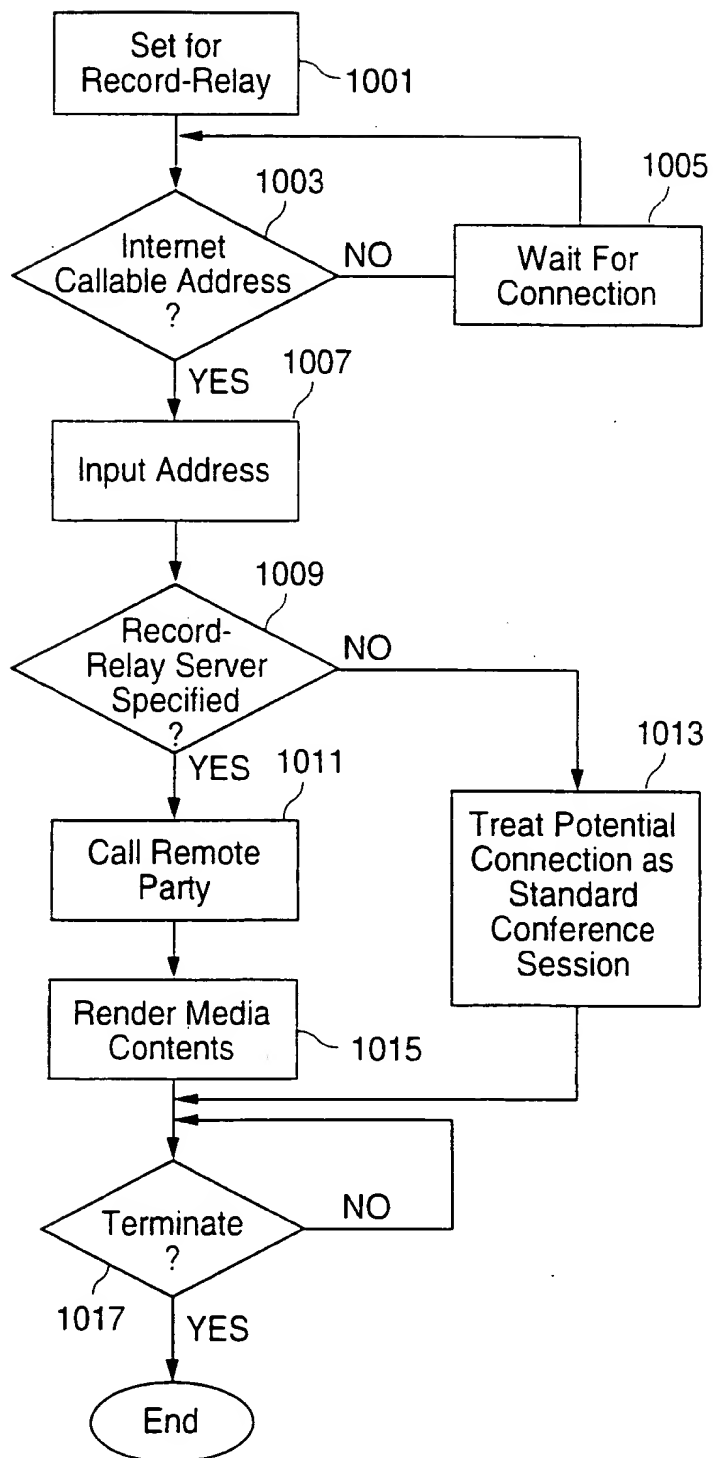 Set for
Record-Relay
1001
1003
1005
Internet
Callable Address
?
NO
Wait For
Connection
YES
1007
Input Address
1009
Record-
Relay Server
Specified
?
NO
YES
1011
1013
Call Remote
Party
Treat Potential
Connection as
Standard
Conference
Session
Render Media
Contents
1015
Terminate
?
NO
1017
YES
End